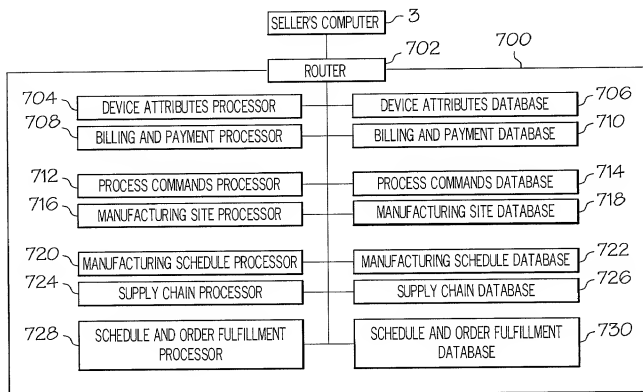 SELLER'S COMPUTER 3
702
ROUTER 700
704 DEVICE ATTRIBUTES PROCESSOR DEVICE ATTRIBUTES DATABASE 706
708 BILLING AND PAYMENT PROCESSOR BILLING AND PAYMENT DATABASE 710
712 PROCESS COMMANDS PROCESSOR PROCESS COMMANDS DATABASE 714
716 MANUFACTURING SITE PROCESSOR MANUFACTURING SITE DATABASE 718
720 MANUFACTURING SCHEDULE PROCESSOR MANUFACTURING SCHEDULE DATABASE 722
724 SUPPLY CHAIN PROCESSOR SUPPLY CHAIN DATABASE 726
728 SCHEDULE AND ORDER FULFILLMENT SCHEDULE AND ORDER FULFILLMENT 730
PROCESSOR DATABASE